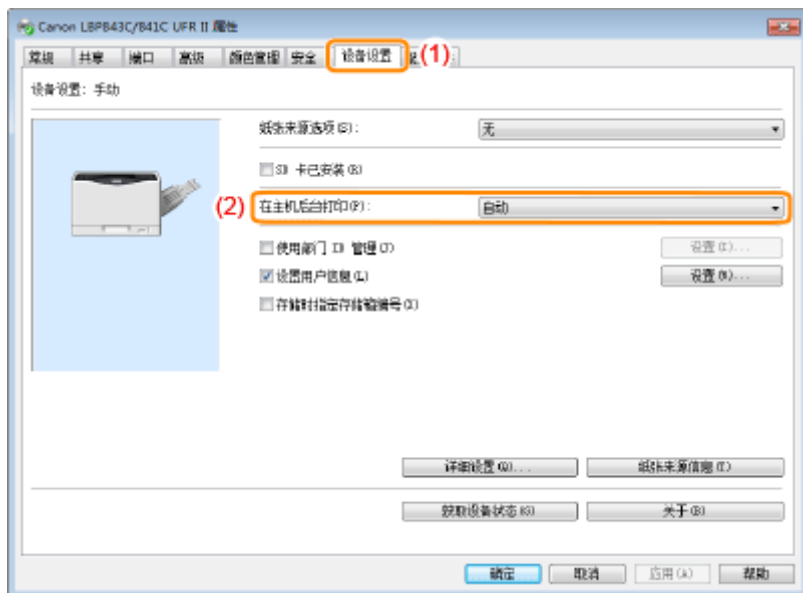 Canon LBP843C/841C UFR II 属性
常规 共享 端口 高级 颜色管理 安全 设备设置 (1)
设备设置: 手动
纸张来源选项(S): 无
SD 卡已安装(R)
(2) 在主机后台打印(P): 自动
使用部门 ID 管理(J) 设置(E)...
设置用户信息(L) 设置(N)...
存储时指定存储箱编号(X)
详细设置(Q)... 纸张来源信息(T)
获取设备状态(G) 关于(B)
确定 取消 应用(A) 帮助